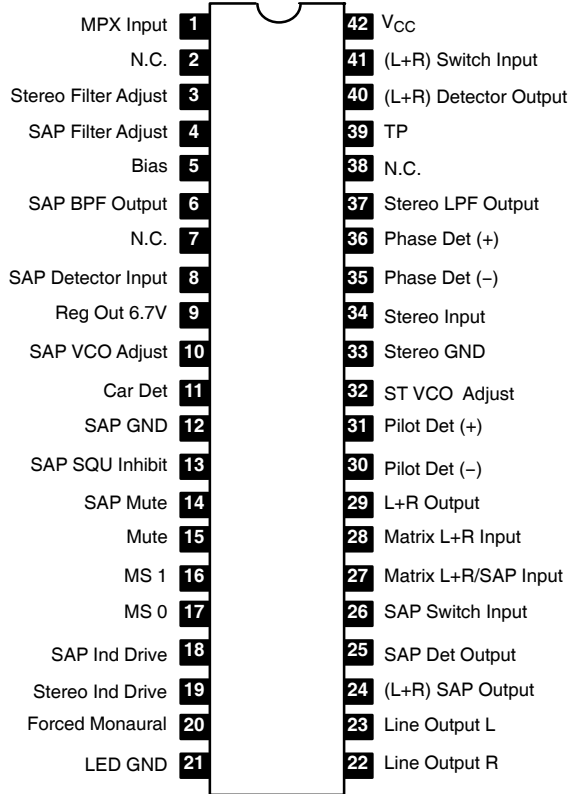 MPX Input 1
N.C. 2
Stereo Filter Adjust 3
SAP Filter Adjust 4
Bias 5
SAP BPF Output 6
N.C. 7
SAP Detector Input 8
Reg Out 6.7V 9
SAP VCO Adjust 10
Car Det 11
SAP GND 12
SAP SQU Inhibit 13
SAP Mute 14
Mute 15
MS 1 16
MS 0 17
SAP Ind Drive 18
Stereo Ind Drive 19
Forced Monaural 20
LED GND 21
42 VCC
41 (L+R) Switch Input
40 (L+R) Detector Output
39 TP
38 N.C.
37 Stereo LPF Output
36 Phase Det (+)
35 Phase Det (−)
34 Stereo Input
33 Stereo GND
32 ST VCO Adjust
31 Pilot Det (+)
30 Pilot Det (−)
29 L+R Output
28 Matrix L+R Input
27 Matrix L+R/SAP Input
26 SAP Switch Input
25 SAP Det Output
24 (L+R) SAP Output
23 Line Output L
22 Line Output R